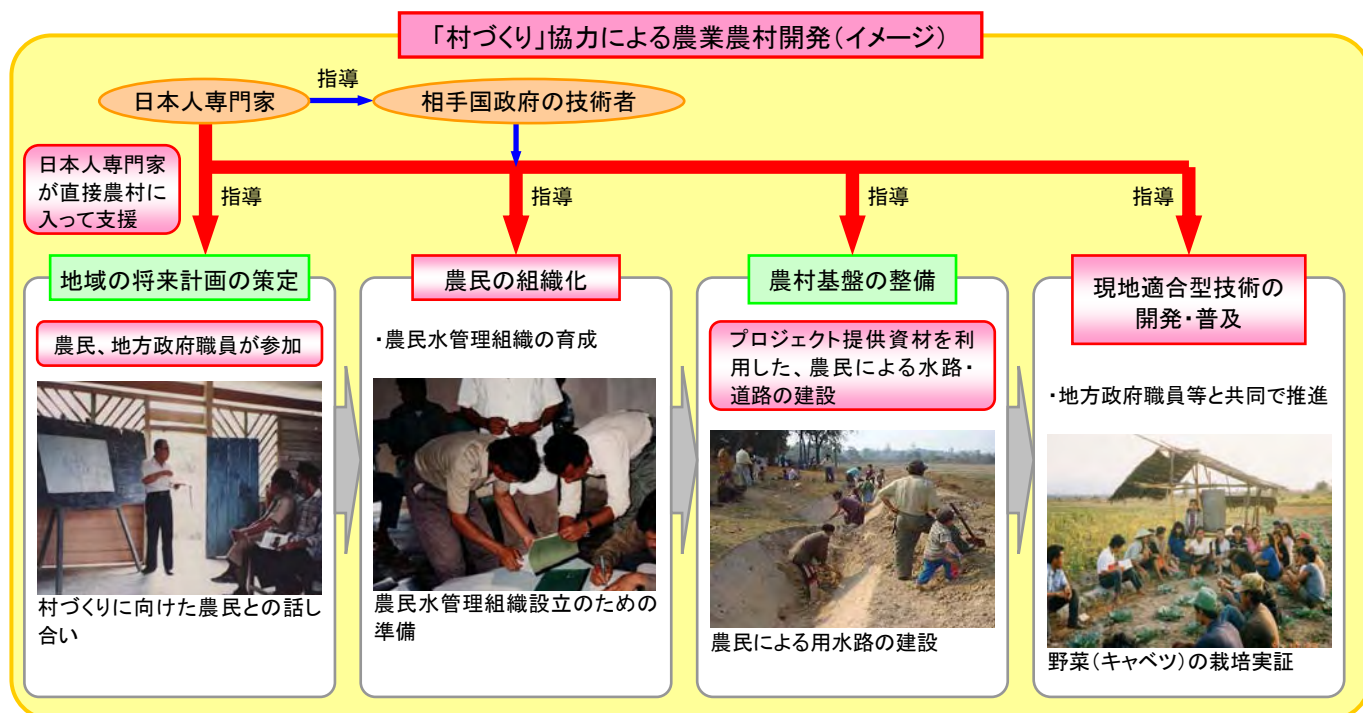 「村づくり」協力による農業農村開発(イメージ)
日本人専門家
指導
相手国政府の技術者
日本人専門家
が直接農村に
入って支援
指導
指導
指導
指導
地域の将来計画の策定
農民、地方政府職員が参加
村づくりに向けた農民との話し
合い
農民の組織化
・農民水管理組織の育成
農民水管理組織設立のための
準備
農村基盤の整備
プロジェクト提供資材を利
用した、農民による水路・
道路の建設
農民による用水路の建設
現地適合型技術の
開発・普及
・地方政府職員等と共同で推進
野菜(キャベツ)の栽培実証